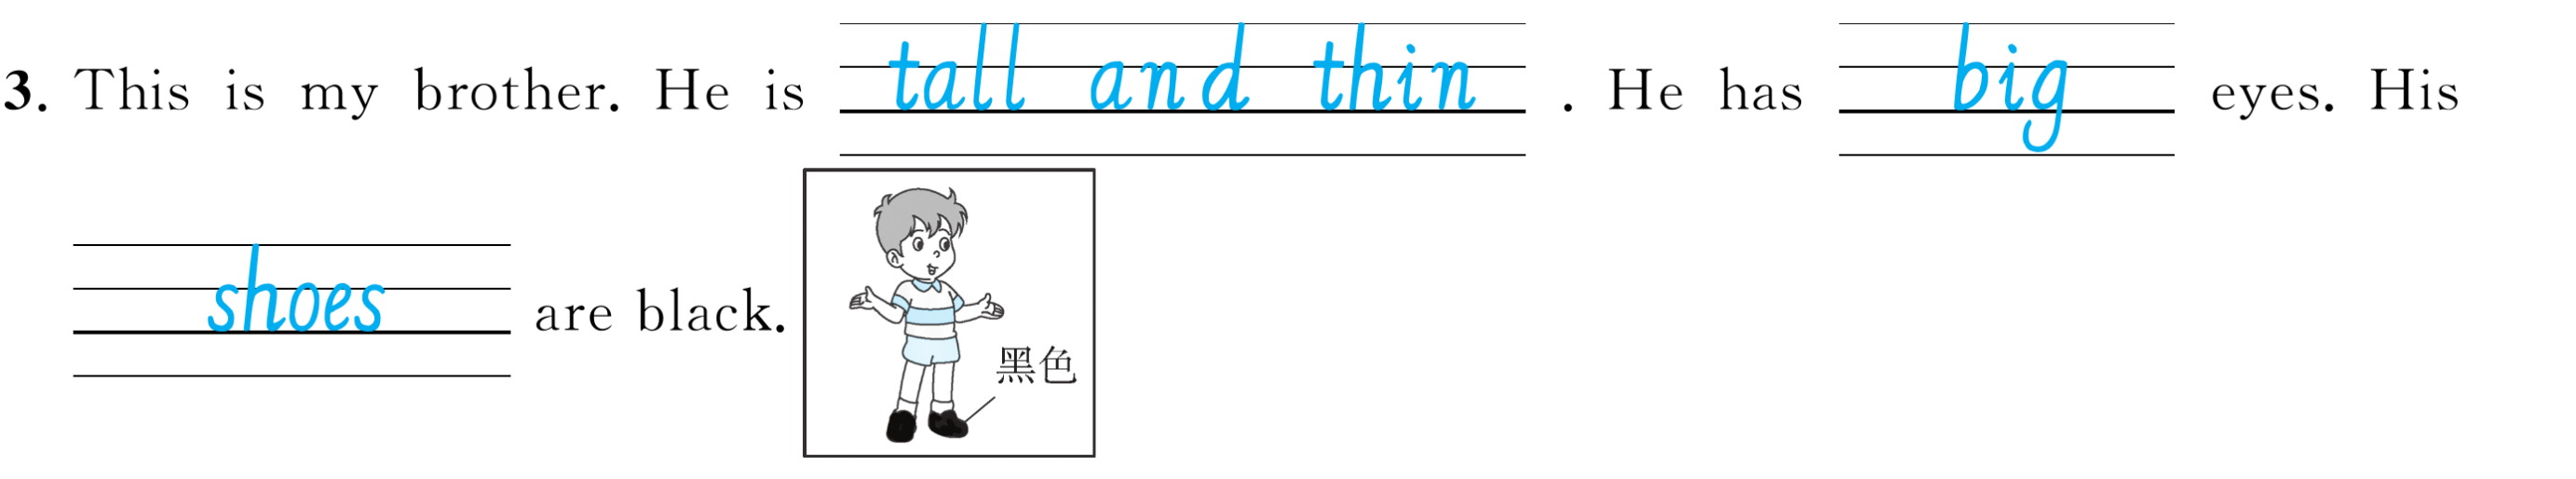 3. This is my brother. He is tall and thin . He has big eyes. His
shoes are black.
黑色